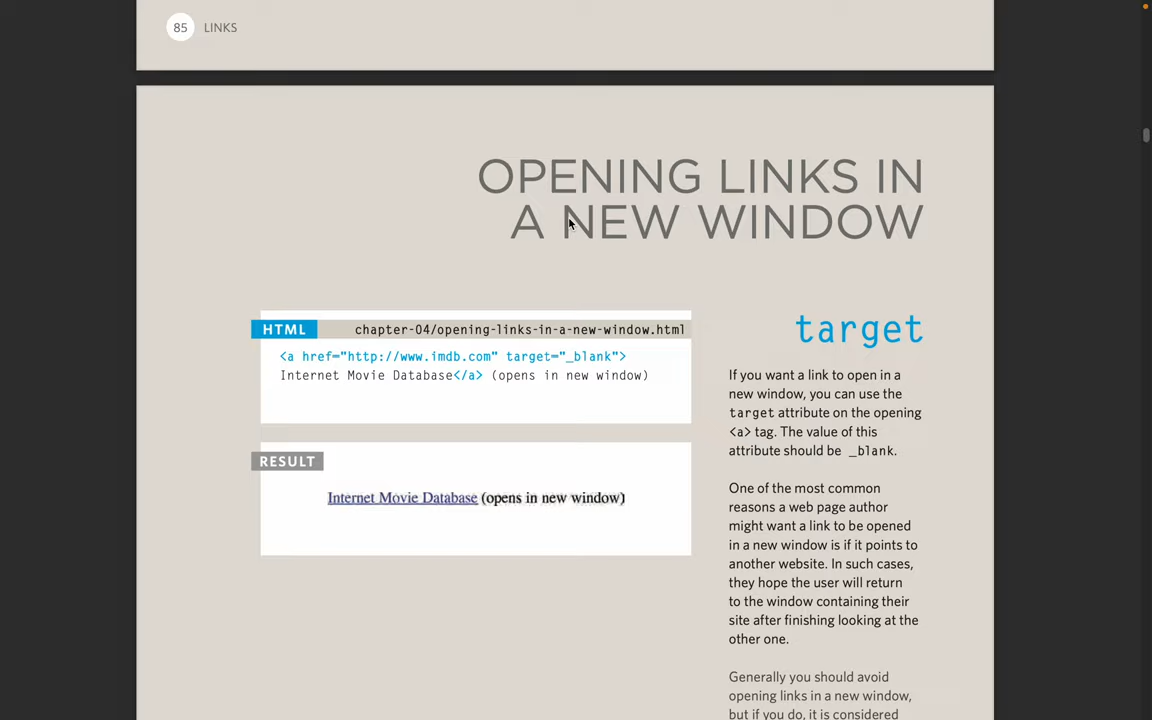 85 LINKS
OPENING LINKS IN
A NEW WINDOW
HTML chapter-04/opening-links-in-a-new-window.html
<a href="http://www.imdb.com" target="_blank">
Internet Movie Database</a> (opens in new window)
RESULT
Internet Movie Database (opens in new window)
target
If you want a link to open in a
new window, you can use the
target attribute on the opening
<a> tag. The value of this
attribute should be _blank.
One of the most common
reasons a web page author
might want a link to be opened
in a new window is if it points to
another website. In such cases,
they hope the user will return
to the window containing their
site after finishing looking at the
other one.
Generally you should avoid
opening links in a new window,
but if you do, it is considered